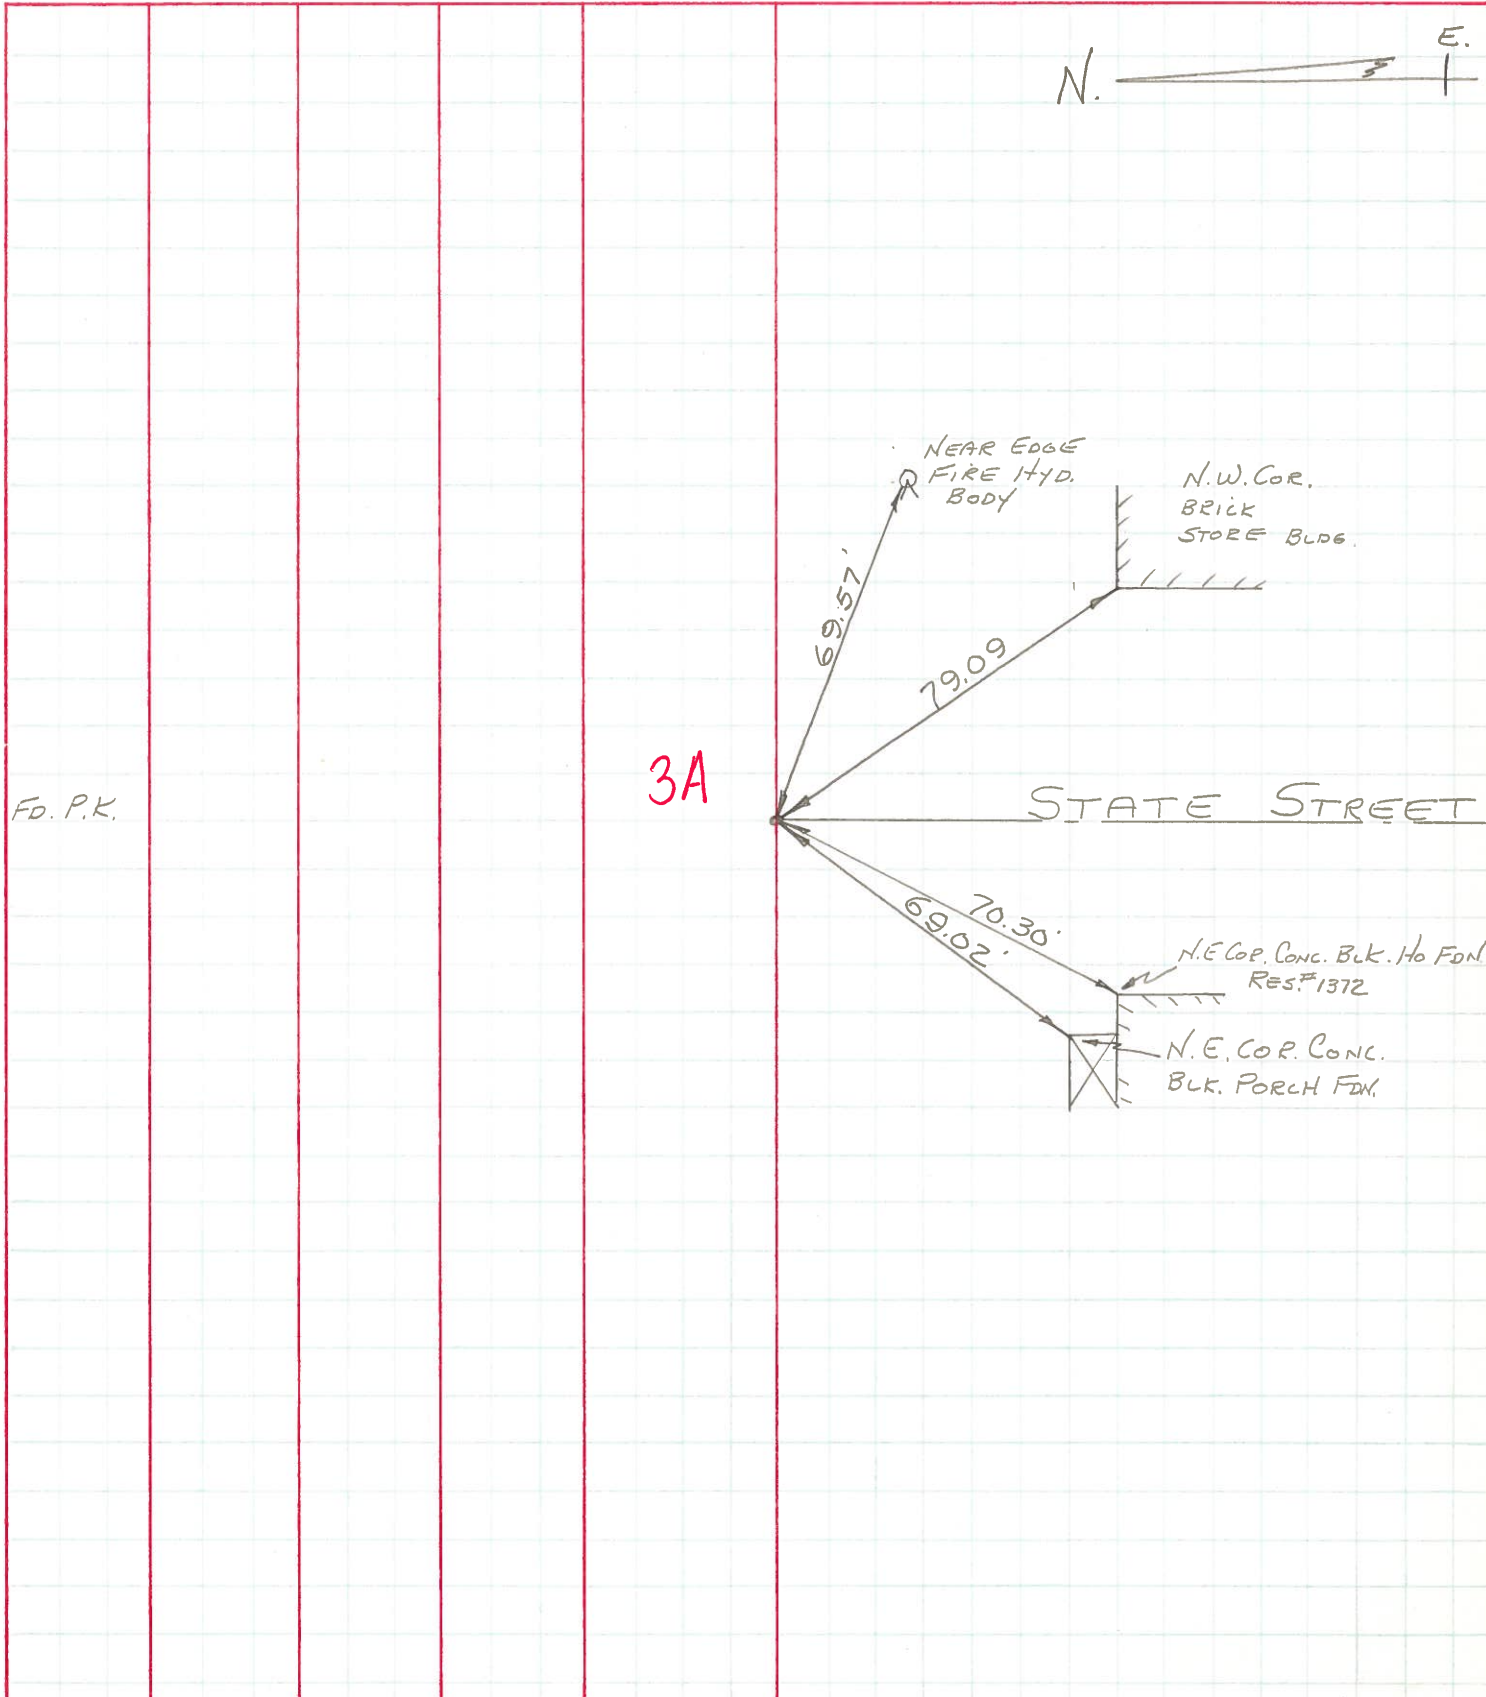 E.
N.
NEAR EDGE
FIRE HYD.
BODY
N.W. COR.
BRICK
STORE BLDG.
69.57'
79.09
3A
FD. P.K.
STATE STREET
70.30'
69.02'
N.E COR. CONC. BLK. HO FDN
RES. #1372
N.E. COR. CONC.
BLK. PORCH FDN.